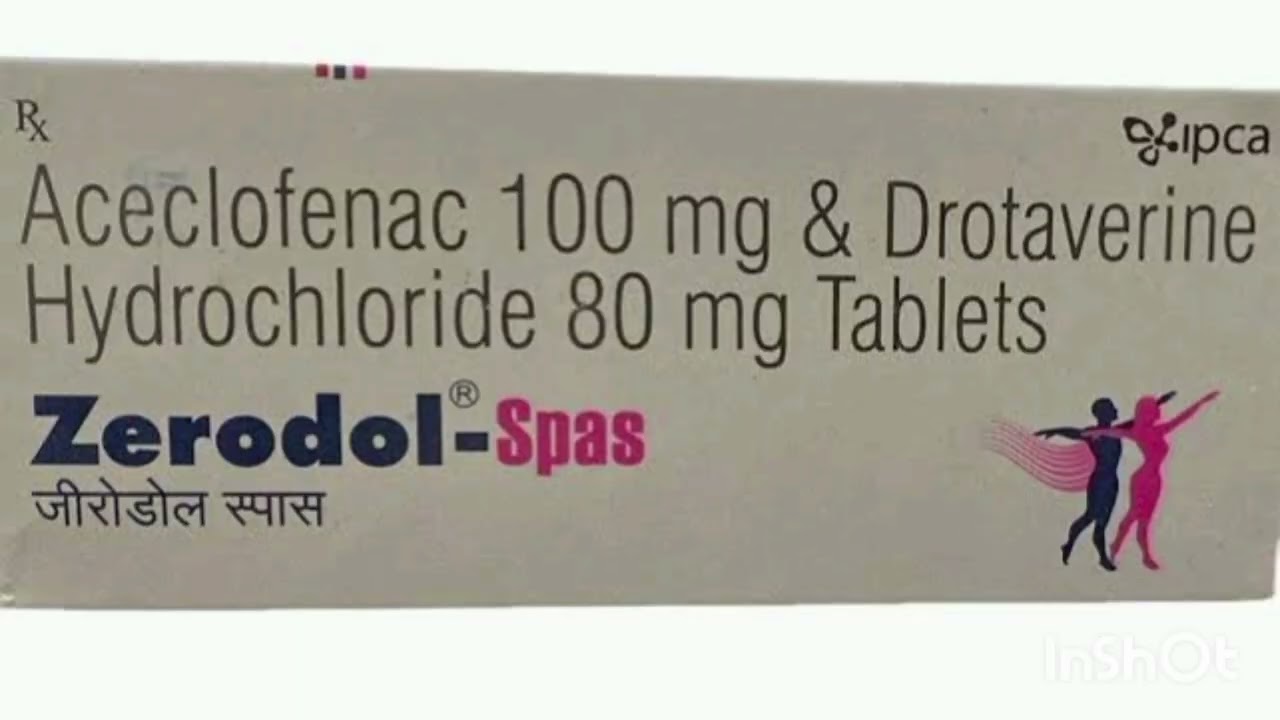 Rx
ipca
Aceclofenac 100 mg & Drotaverine
Hydrochloride 80 mg Tablets
Zerodol®-Spas
जीरोडोल स्पास
InShOt